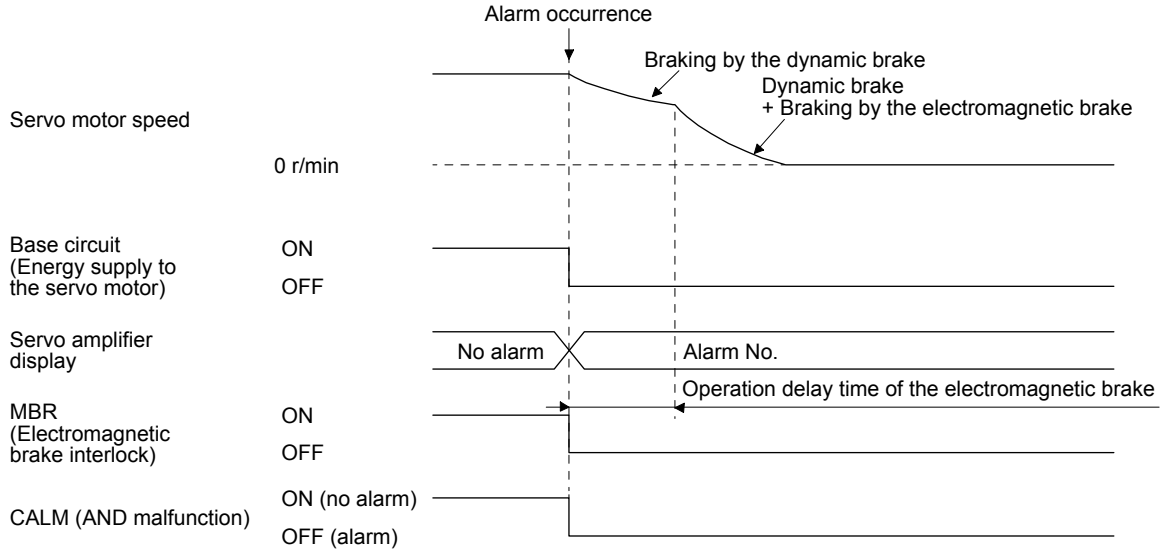 Alarm occurrence
Braking by the dynamic brake
Dynamic brake
+ Braking by the electromagnetic brake
Servo motor speed
0 r/min
Base circuit
(Energy supply to
the servo motor)
ON
OFF
Servo amplifier
display
No alarm
Alarm No.
Operation delay time of the electromagnetic brake
MBR
(Electromagnetic
brake interlock)
ON
OFF
CALM (AND malfunction)
ON (no alarm)
OFF (alarm)